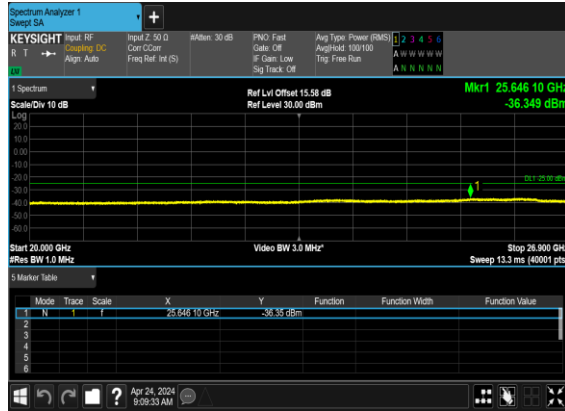 Spectrum Analyzer 1
Swept SA
+
KEYSIGHT Input: RF Input Z: 50 Ω #Atten: 30 dB PNO: Fast Avg Type: Power (RMS) 1 2 3 4 5 6
R T Coupling: DC Corr CCorr Gate: Off Avg|Hold: 100/100 A W W W W W
Align: Auto Freq Ref: Int (S) IF Gain: Low Trig: Free Run
Sig Track: Off A N N N N N
1 Spectrum Ref Lvl Offset 15.58 dB Mkr1 25.646 10 GHz
Scale/Div 10 dB Ref Level 30.00 dBm -36.349 dBm
Log
20.0
10.0
0.00
-10.0
-20.0
DL1 -25.00 dBm
1
-30.0
-40.0
-50.0
-60.0
Start 20.000 GHz Video BW 3.0 MHz* Stop 26.900 GHz
#Res BW 1.0 MHz Sweep 13.3 ms (40001 pts)
5 Marker Table
Mode Trace Scale X Y Function Function Width Function Value
1 N 1 f 25.646 10 GHz -36.35 dBm
2
3
4
5
6
? Apr 24, 2024
9:09:33 AM